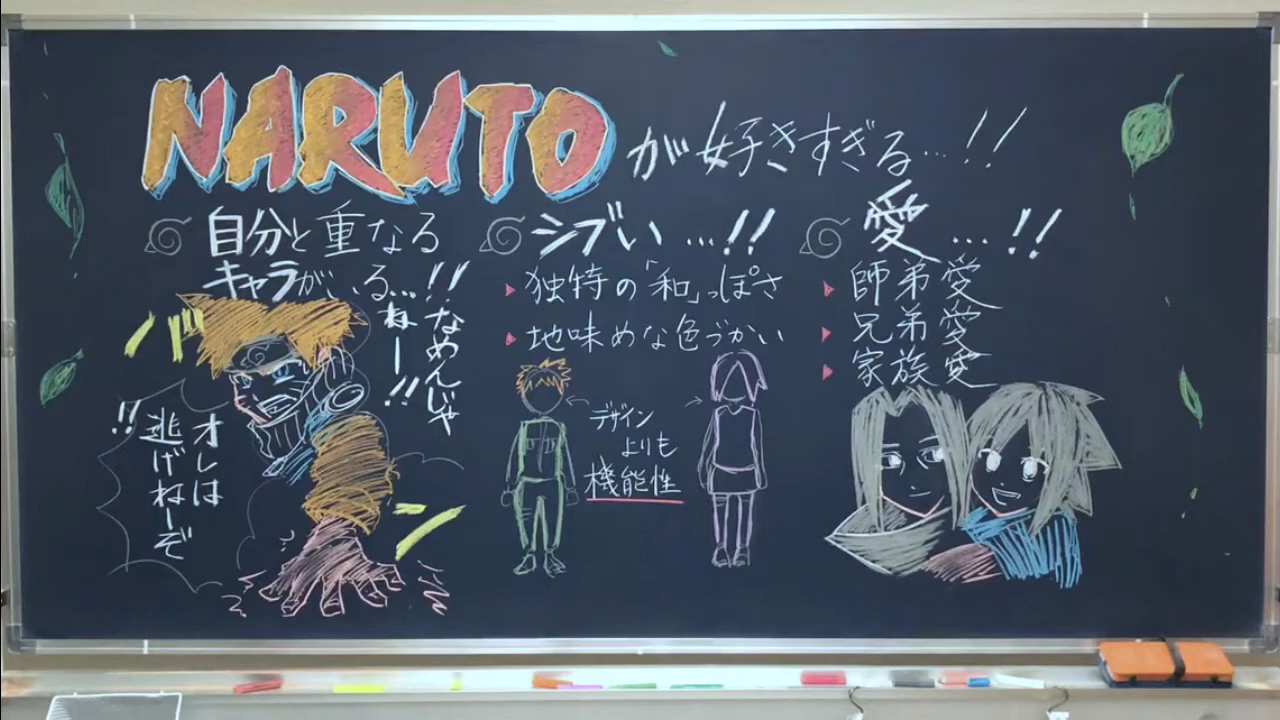 NARUTO が好きすぎる…!!
自分と重なる
キャラがいる…!!
なめんじゃ
ねー!!
オレは
逃げねーぞ
!!
バ
シブい…!!
独特の「和」っぽさ
地味めな色づかい
デザイン
よりも
機能性
愛…!!
師弟愛
兄弟愛
家族愛